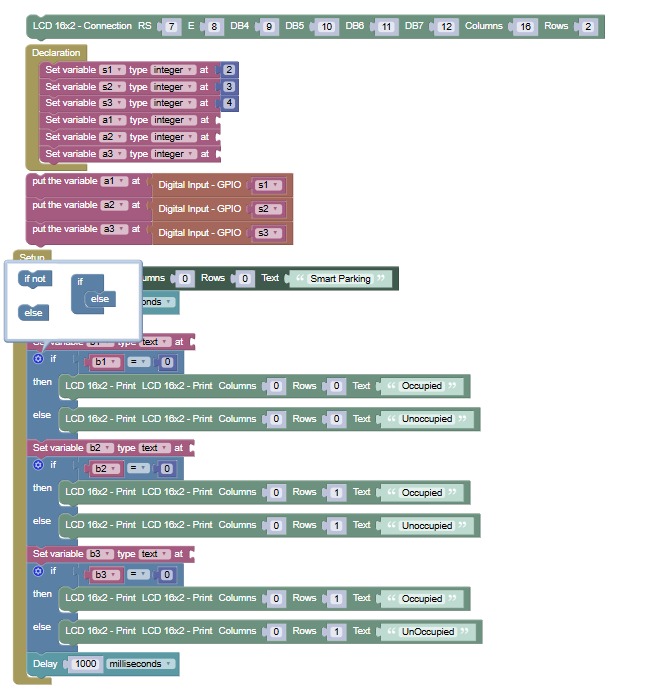 LCD 16x2 - Connection RS 7 E 8 DB4 9 DB5 10 DB6 11 DB7 12 Columns 16 Rows 2
Declaration
Set variable s1 type integer at 2
Set variable s2 type integer at 3
Set variable s3 type integer at 4
Set variable a1 type integer at
Set variable a2 type integer at
Set variable a3 type integer at
put the variable a1 at Digital Input - GPIO s1
put the variable a2 at Digital Input - GPIO s2
put the variable a3 at Digital Input - GPIO s3
Setup
if not if
else
else
0 Rows 0 Text “ Smart Parking ”
Set variable b1 type text at
if b1 = 0
then LCD 16x2 - Print LCD 16x2 - Print Columns 0 Rows 0 Text “ Occupied ”
else LCD 16x2 - Print LCD 16x2 - Print Columns 0 Rows 0 Text “ Unoccupied ”
Set variable b2 type text at
if b2 = 0
then LCD 16x2 - Print LCD 16x2 - Print Columns 0 Rows 1 Text “ Occupied ”
else LCD 16x2 - Print LCD 16x2 - Print Columns 0 Rows 1 Text “ Unoccupied ”
Set variable b3 type text at
if b3 = 0
then LCD 16x2 - Print LCD 16x2 - Print Columns 0 Rows 1 Text “ Occupied ”
else LCD 16x2 - Print LCD 16x2 - Print Columns 0 Rows 1 Text “ UnOccupied ”
Delay 1000 milliseconds